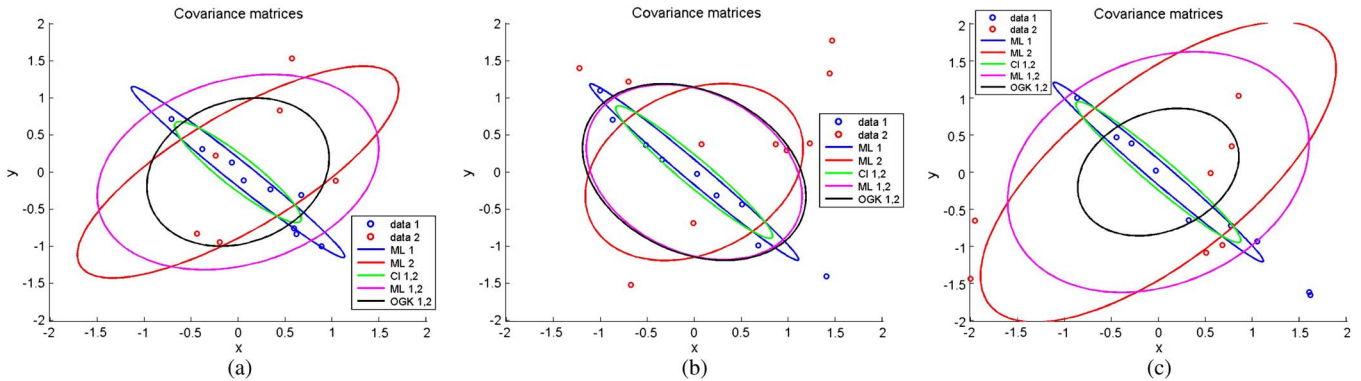 Covariance matrices
2
1.5
1
0.5
0
-0.5
-1
-1.5
-2
y
-2 -1.5 -1 -0.5 0 0.5 1 1.5 2
x
data 1
data 2
ML 1
ML 2
CI 1,2
ML 1,2
OGK 1,2
(a)
Covariance matrices
2
1.5
1
0.5
0
-0.5
-1
-1.5
-2
y
-2 -1.5 -1 -0.5 0 0.5 1 1.5 2
x
data 1
data 2
ML 1
ML 2
CI 1,2
ML 1,2
OGK 1,2
(b)
Covariance matrices
2
1.5
1
0.5
0
-0.5
-1
-1.5
-2
y
-2 -1.5 -1 -0.5 0 0.5 1 1.5 2
x
data 1
data 2
ML 1
ML 2
CI 1,2
ML 1,2
OGK 1,2
(c)